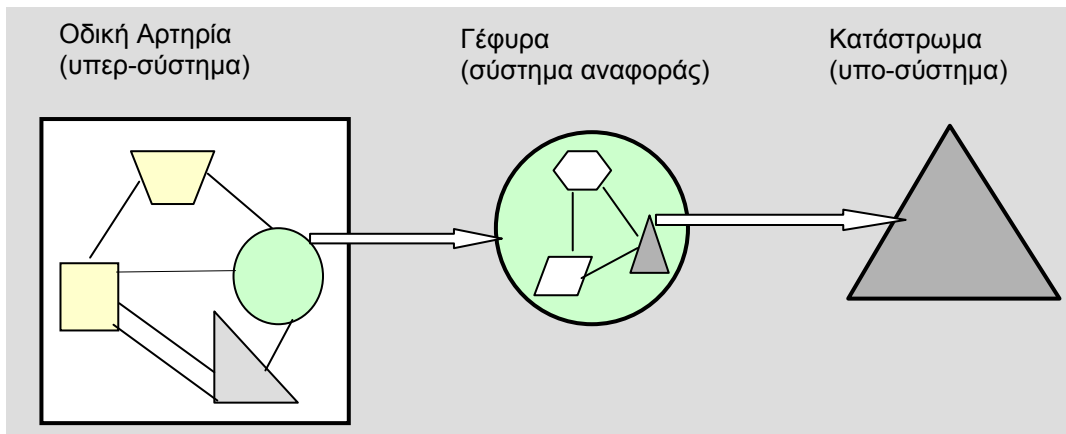 Οδική Αρτηρία
(υπερ-σύστημα)
Γέφυρα
(σύστημα αναφοράς)
Κατάστρωμα
(υπο-σύστημα)